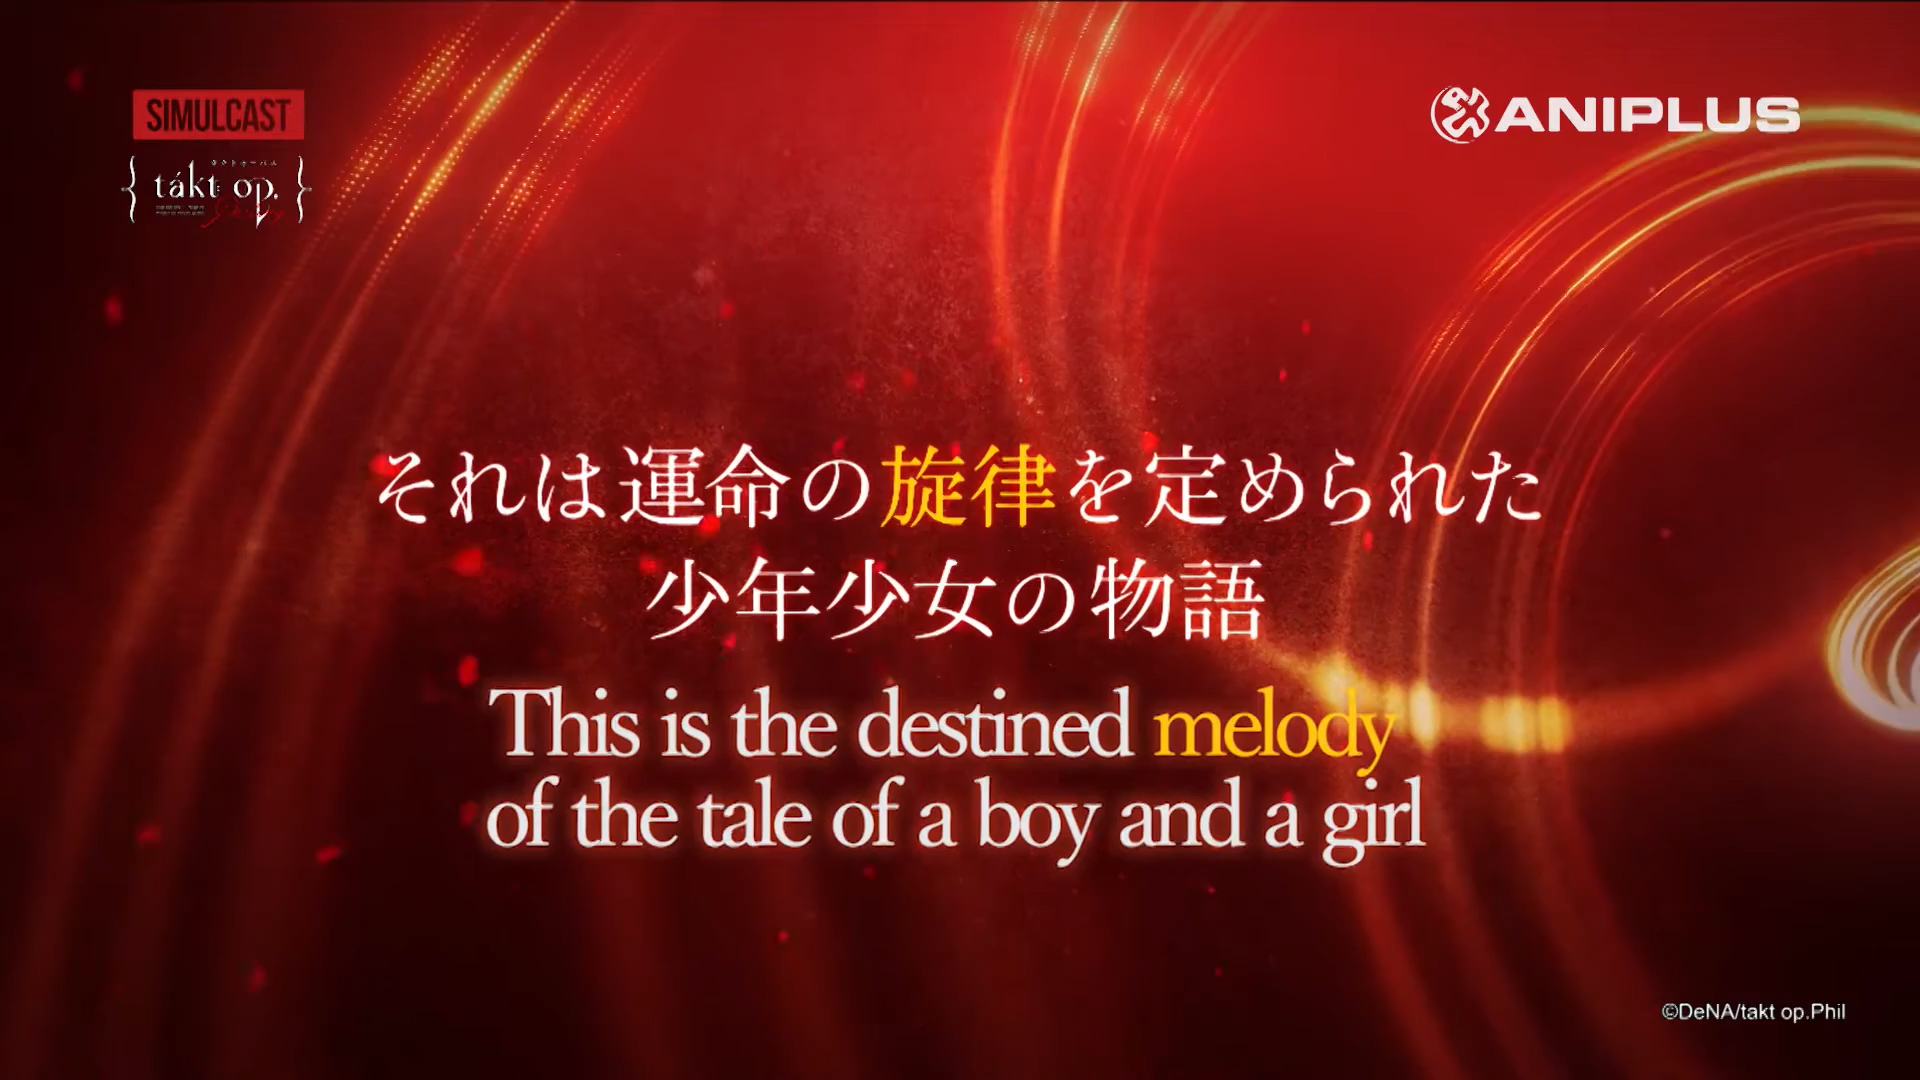 SIMULCAST
ANIPLUS
takt op.
それは運命の旋律を定められた
少年少女の物語
This is the destined melody
of the tale of a boy and a girl
©DeNA/takt op.Phil